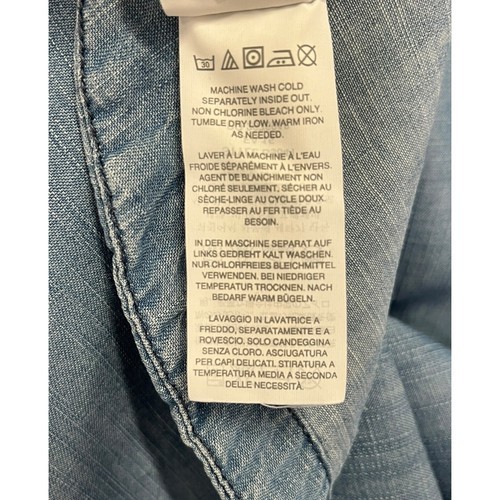 30
MACHINE WASH COLD
SEPARATELY INSIDE OUT.
NON CHLORINE BLEACH ONLY.
TUMBLE DRY LOW. WARM IRON
AS NEEDED.
LAVER À LA MACHINE À L'EAU
FROIDE SÉPARÉMENT À L'ENVERS.
AGENT DE BLANCHIMENT NON
CHLORÉ SEULEMENT. SÉCHER AU
SÈCHE-LINGE AU CYCLE DOUX.
REPASSER AU FER TIÈDE AU
BESOIN.
IN DER MASCHINE SEPARAT AUF
LINKS GEDREHT KALT WASCHEN.
NUR CHLORFREIES BLEICHMITTEL
VERWENDEN. BEI NIEDRIGER
TEMPERATUR TROCKNEN. NACH
BEDARF WARM BÜGELN.
LAVAGGIO IN LAVATRICE A
FREDDO, SEPARATAMENTE E A
ROVESCIO. SOLO CANDEGGINA
SENZA CLORO. ASCIUGATURA
PER CAPI DELICATI. STIRATURA A
TEMPERATURA MEDIA A SECONDA
DELLE NECESSITÀ.